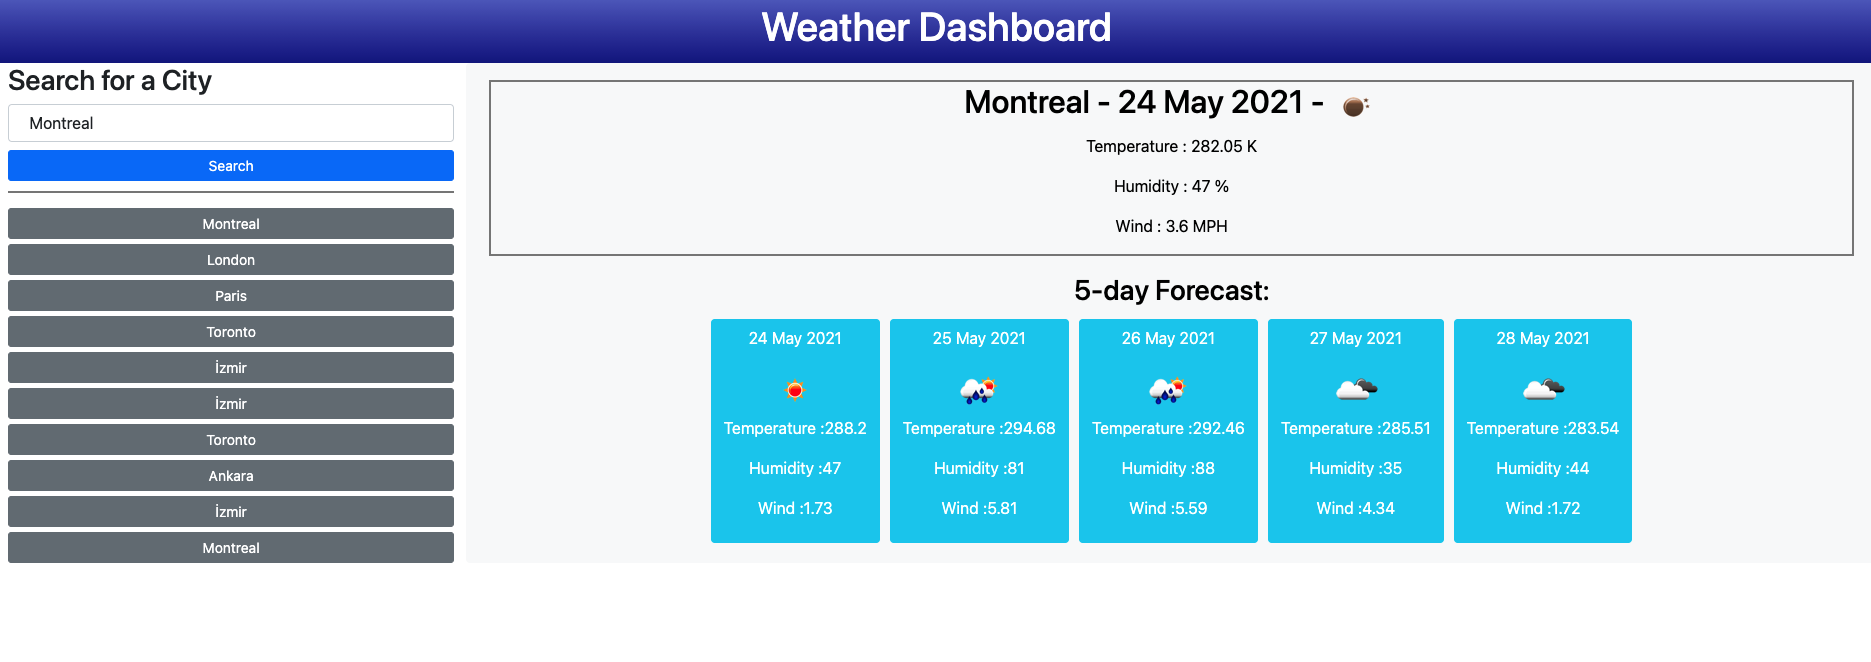 Weather Dashboard
Search for a City
Montreal
Search
Montreal
London
Paris
Toronto
İzmir
İzmir
Toronto
Ankara
İzmir
Montreal
Montreal - 24 May 2021 -
Temperature : 282.05 K
Humidity : 47 %
Wind : 3.6 MPH
5-day Forecast:
24 May 2021
Temperature :288.2
Humidity :47
Wind :1.73
25 May 2021
Temperature :294.68
Humidity :81
Wind :5.81
26 May 2021
Temperature :292.46
Humidity :88
Wind :5.59
27 May 2021
Temperature :285.51
Humidity :35
Wind :4.34
28 May 2021
Temperature :283.54
Humidity :44
Wind :1.72